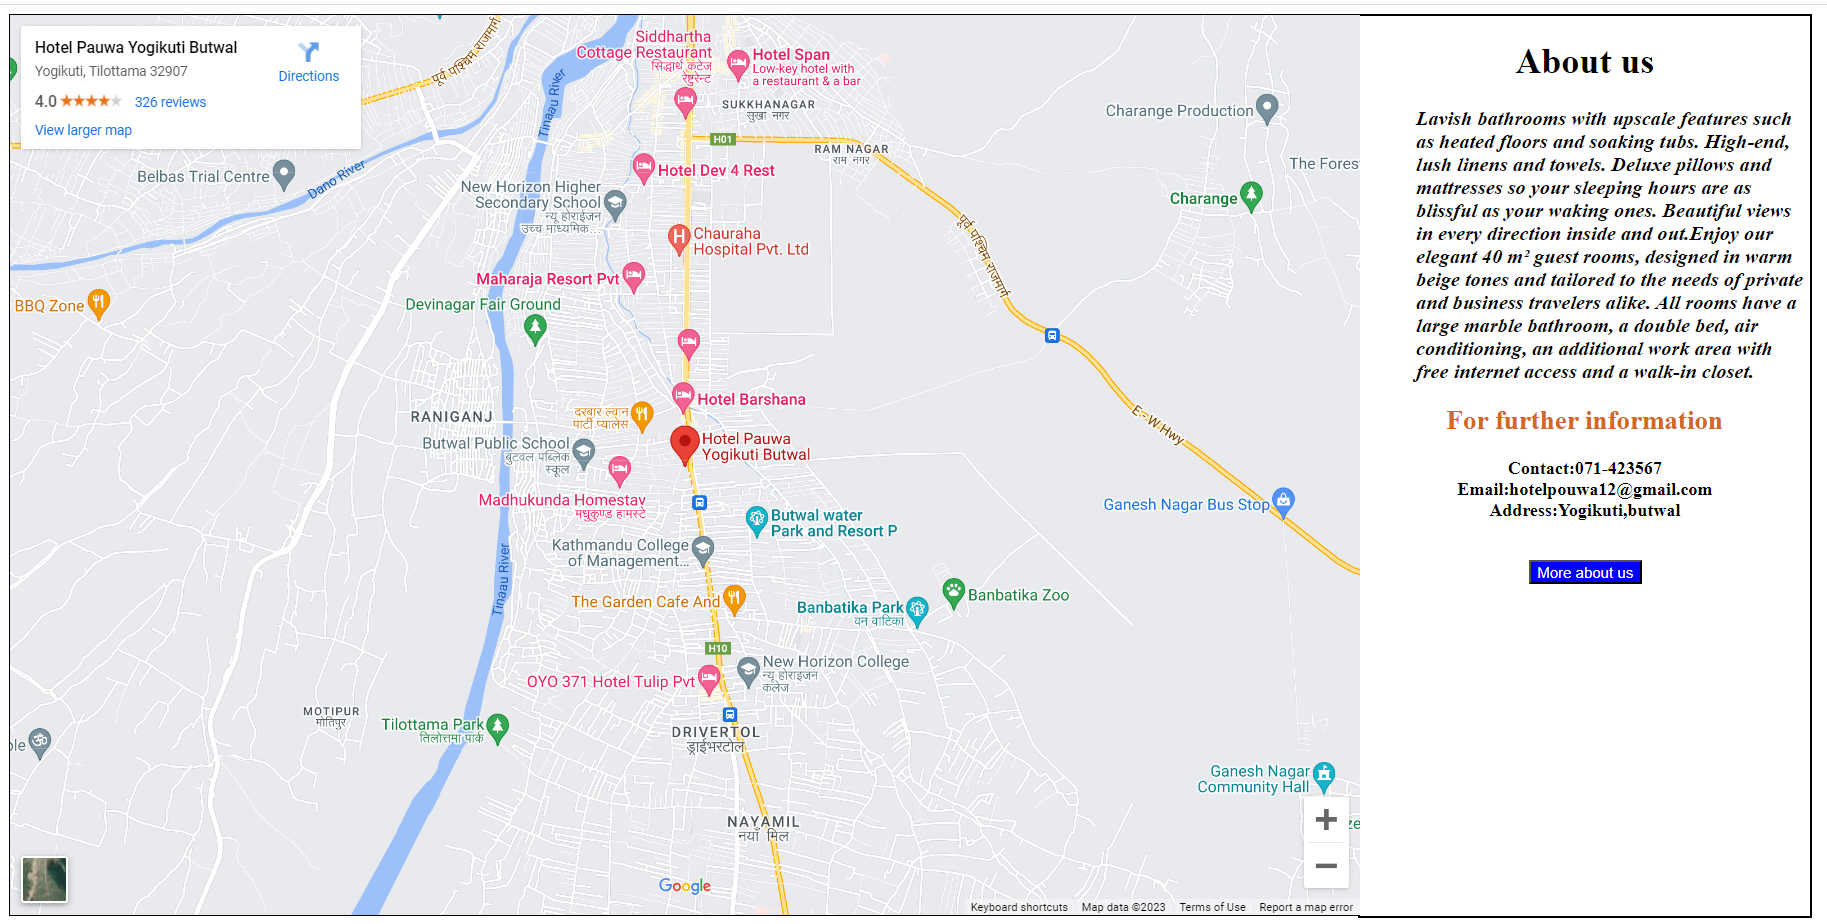 Hotel Pauwa Yogikuti Butwal
Yogikuti, Tilottama 32907
4.0
326 reviews
View larger map
Directions
पूर्व पश्चिम राजमार्ग
Tinaau River
Siddhartha
Cottage Restaurant
सिद्धार्थ कटेज
रेष्टुरेन्ट
Hotel Span
Low-key hotel with
a restaurant & a bar
SUKKHANAGAR
सुखा नगर
Charange Production
H01
RAM NAGAR
राम नगर
The Fores
Belbas Trial Centre
Dano River
Hotel Dev 4 Rest
New Horizon Higher
Secondary School
न्यू होराईजन
उच्च माध्यमिक...
Charange
पूर्व पश्चिम राजमार्ग
Chauraha
Hospital Pvt. Ltd
Maharaja Resort Pvt
BBQ Zone
Devinagar Fair Ground
Hotel Barshana
RANIGANJ
दरबार ल्वान
पार्टी प्यालेस
E - W Hwy
Butwal Public School
बुटवल पब्लिक
स्कूल
Hotel Pauwa
Yogikuti Butwal
Madhukunda Homestay
मधुकुण्ड होमस्टे
Ganesh Nagar Bus Stop
Butwal water
Park and Resort P
Kathmandu College
of Management...
Tinaau River
The Garden Cafe And
Banbatika Park
वन वाटिका
Banbatika Zoo
H10
New Horizon College
न्यू होराइजन
कलेज
OYO 371 Hotel Tulip Pvt
MOTIPUR
मोतिपुर
Tilottama Park
तिलोत्तमा पार्क
DRIVERTOL
ड्राईभरटोल
ole
Ganesh Nagar
Community Hall
NAYAMIL
नयाँ मिल
ze
+
−
Google
Keyboard shortcuts
Map data ©2023
Terms of Use
Report a map error
About us
Lavish bathrooms with upscale features such
as heated floors and soaking tubs. High-end,
lush linens and towels. Deluxe pillows and
mattresses so your sleeping hours are as
blissful as your waking ones. Beautiful views
in every direction inside and out.Enjoy our
elegant 40 m² guest rooms, designed in warm
beige tones and tailored to the needs of private
and business travelers alike. All rooms have a
large marble bathroom, a double bed, air
conditioning, an additional work area with
free internet access and a walk-in closet.
For further information
Contact:071-423567
Email:hotelpouwa12@gmail.com
Address:Yogikuti,butwal
More about us